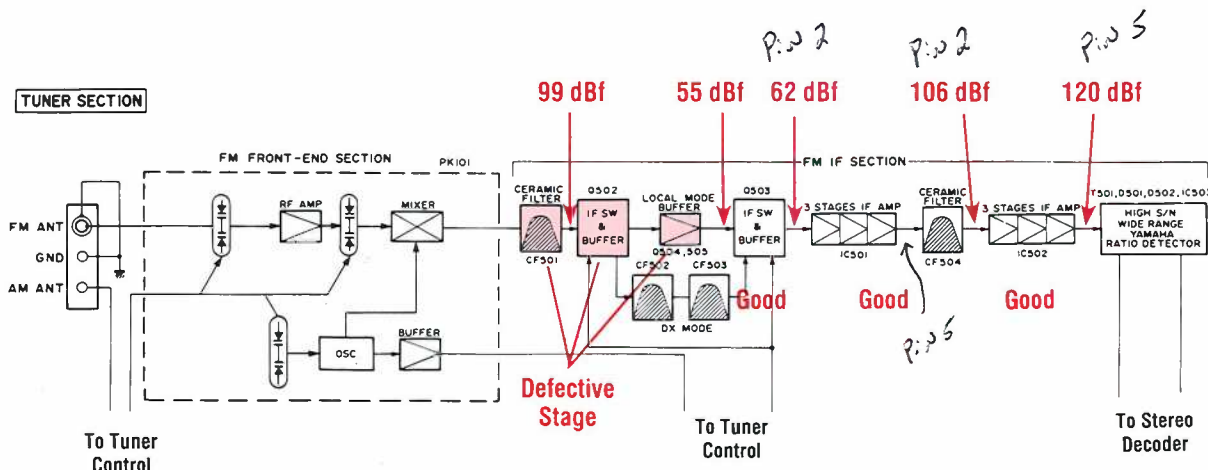 Pin 2
Pin 2
Pin 5
99 dBf
55 dBf
62 dBf
106 dBf
120 dBf
TUNER SECTION
FM FRONT-END SECTION
PK101
FM IF SECTION
CERAMIC FILTER
Q502
LOCAL MODE BUFFER
Q503
CERAMIC FILTER
T501,D501,D502,IC503
RF AMP
MIXER
IF SW & BUFFER
IF SW & BUFFER
3 STAGES IF AMP
3 STAGES IF AMP
HIGH S/N WIDE RANGE YAMAHA RATIO DETECTOR
FM ANT
GND
AM ANT
CF501
Q504,505
IC501
CF504
IC502
CF502
CF503
DX MODE
Good
Good
Good
Pin 5
OSC
BUFFER
Defective Stage
To Tuner Control
To Tuner Control
To Stereo Decoder